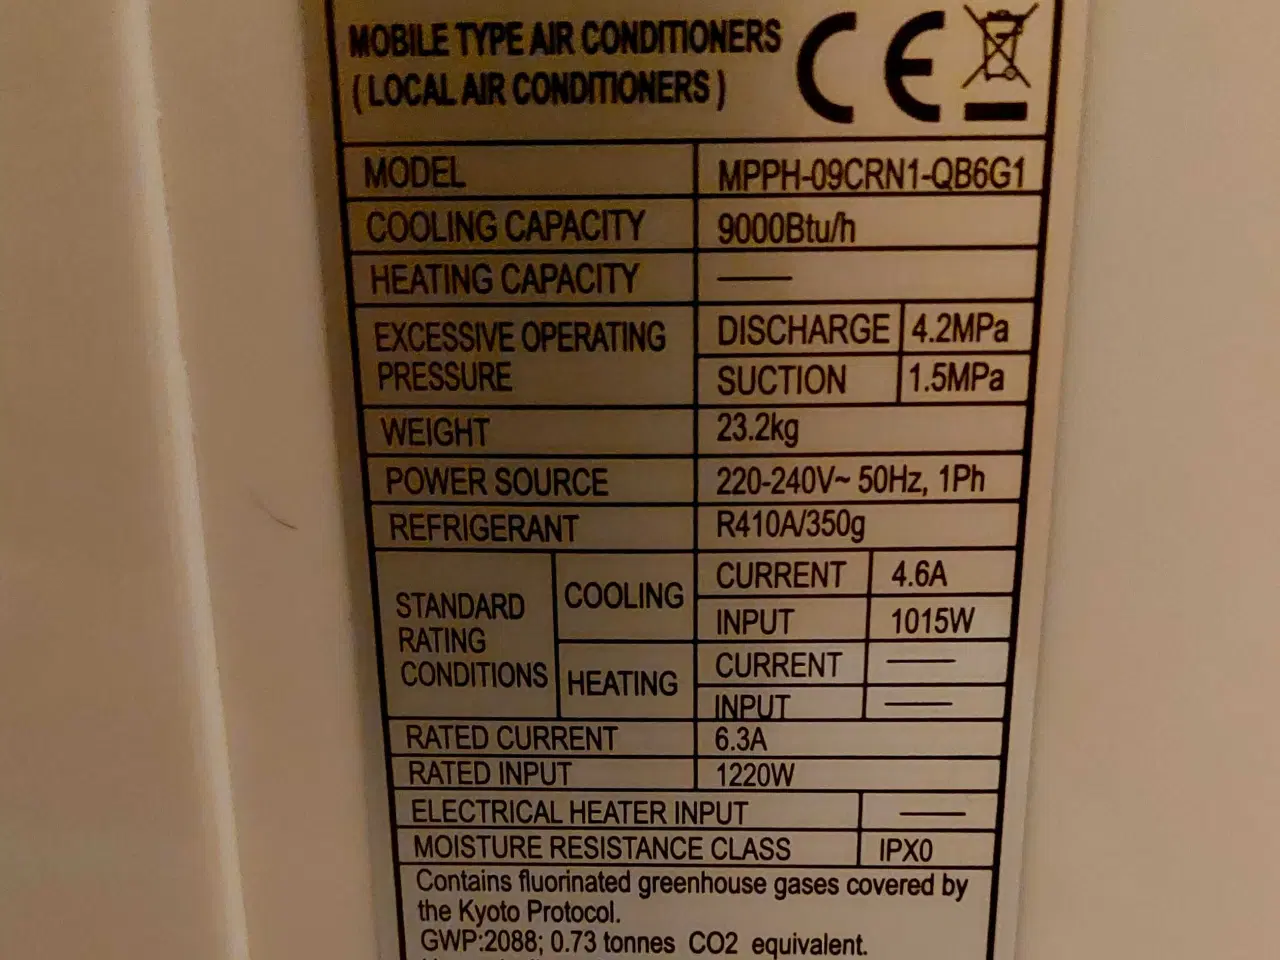 MOBILE TYPE AIR CONDITIONERS
( LOCAL AIR CONDITIONERS )
CE
MODEL MPPH-09CRN1-QB6G1
COOLING CAPACITY 9000Btu/h
HEATING CAPACITY ——
EXCESSIVE OPERATING PRESSURE DISCHARGE 4.2MPa
SUCTION 1.5MPa
WEIGHT 23.2kg
POWER SOURCE 220-240V~ 50Hz, 1Ph
REFRIGERANT R410A/350g
STANDARD RATING CONDITIONS COOLING CURRENT 4.6A
INPUT 1015W
HEATING CURRENT ——
INPUT ——
RATED CURRENT 6.3A
RATED INPUT 1220W
ELECTRICAL HEATER INPUT ——
MOISTURE RESISTANCE CLASS IPX0
Contains fluorinated greenhouse gases covered by
the Kyoto Protocol.
GWP:2088; 0.73 tonnes CO2 equivalent.